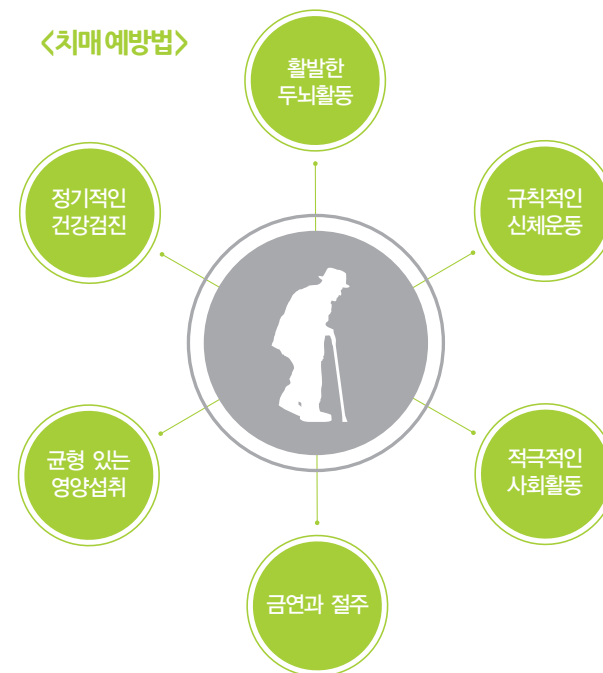 <치매 예방법>
활발한
두뇌활동
규칙적인
신체운동
적극적인
사회활동
금연과 절주
균형 있는
영양섭취
정기적인
건강검진